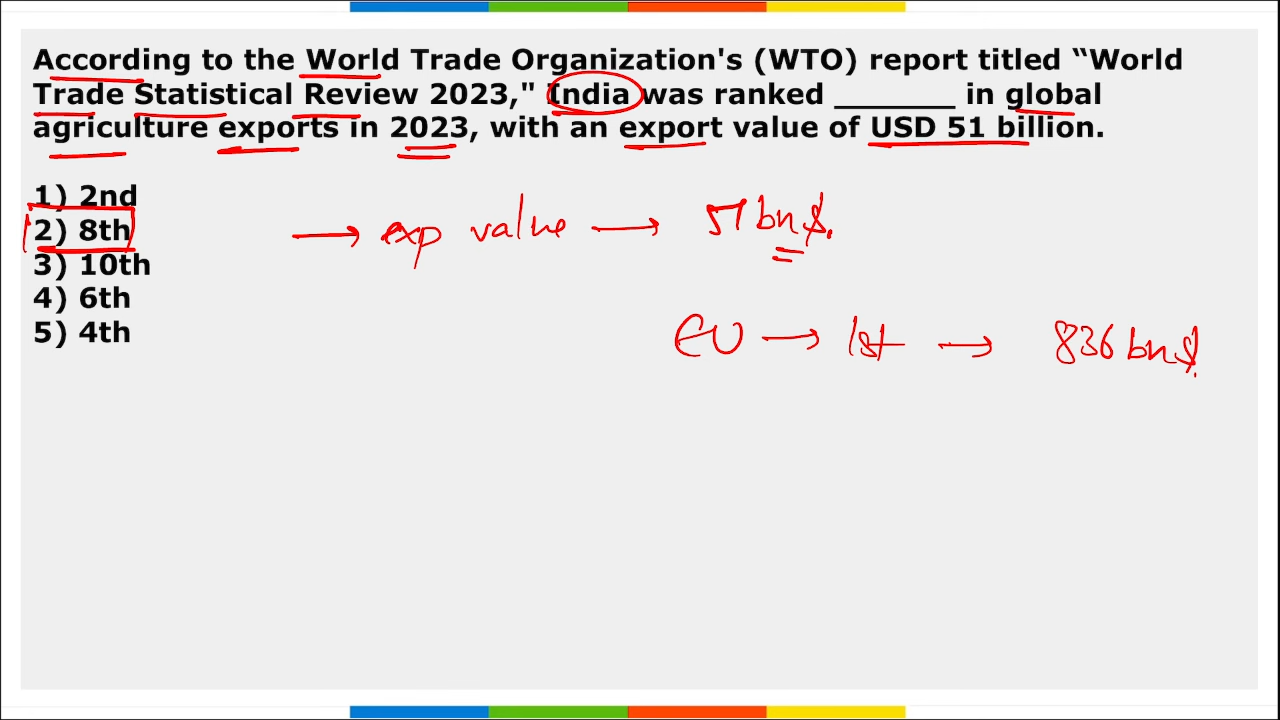 According to the World Trade Organization's (WTO) report titled “World
Trade Statistical Review 2023," India was ranked _______ in global
agriculture exports in 2023, with an export value of USD 51 billion.
1) 2nd
2) 8th
3) 10th
4) 6th
5) 4th
→ exp value → 51 bn $.
EU → 1st → 836 bn $.